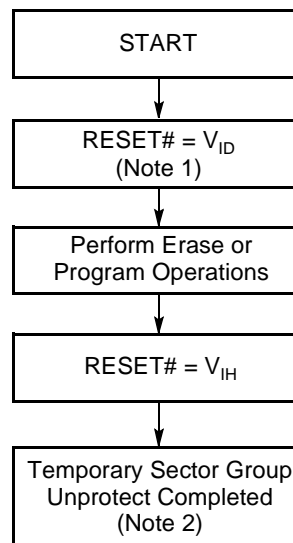 START
RESET# = VID
(Note 1)
Perform Erase or
Program Operations
RESET# = VIH
Temporary Sector Group
Unprotect Completed
(Note 2)